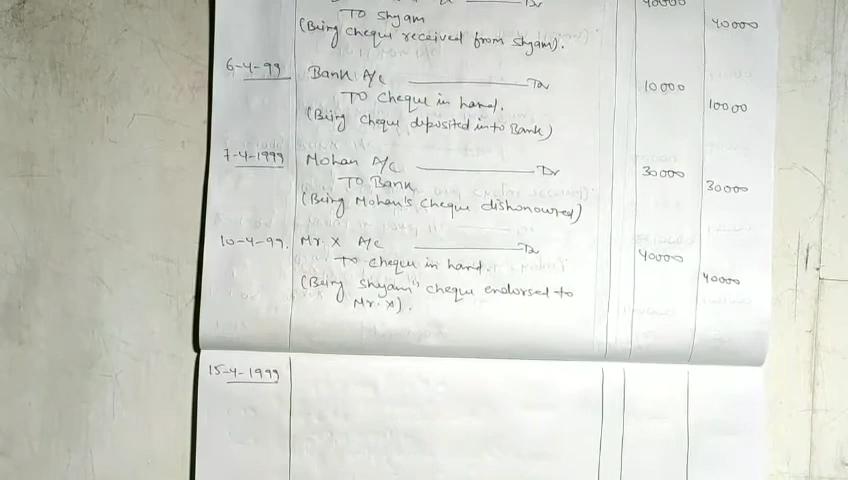 Dr 40000
To Shyam 40000
(Being cheque received from Shyam).
6-4-99 Bank A/c Dr 10000
To cheque in hand. 10000
(Being cheque deposited into Bank)
7-4-1999 Mohan A/c Dr 30000
To Bank 30000
(Being Mohan's cheque dishonoured)
10-4-99. Mr. X A/c Dr 40000
To cheque in hand. 40000
(Being Shyam's cheque endorsed to
Mr. X).
15-4-1999